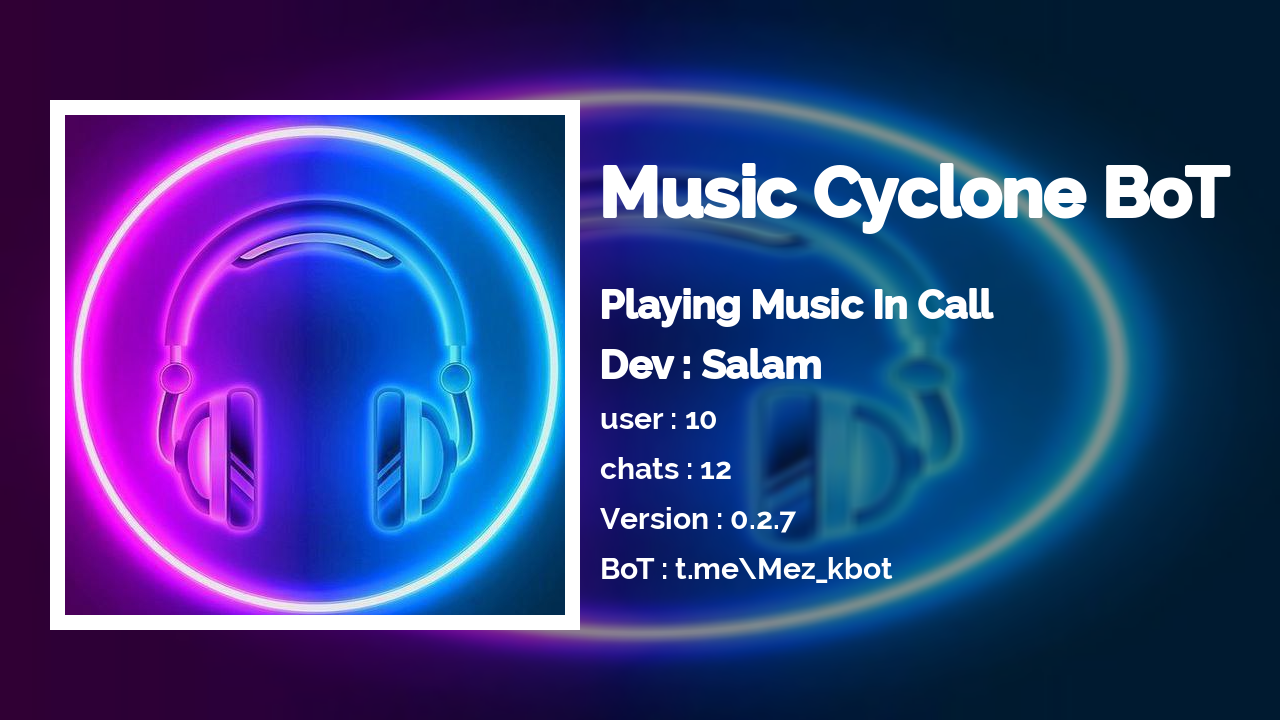 Music Cyclone BoT
Playing Music In Call
Dev : Salam
user : 10
chats : 12
Version : 0.2.7
BoT : t.me\Mez_kbot